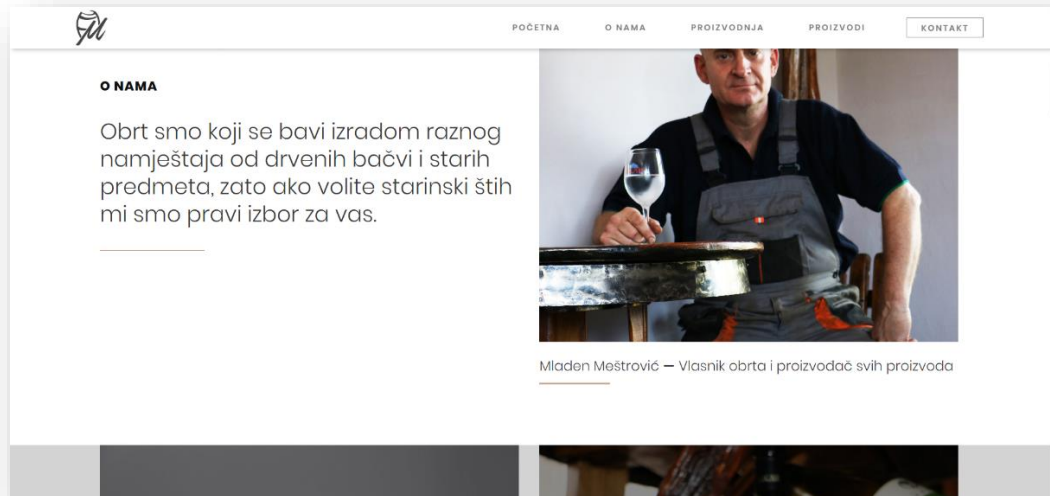 POČETNA
O NAMA
PROIZVODNJA
PROIZVODI
KONTAKT
O NAMA
Obrt smo koji se bavi izradom raznog
namještaja od drvenih bačvi i starih
predmeta, zato ako volite starinski štih
mi smo pravi izbor za vas.
Mladen Meštrović — Vlasnik obrta i proizvođač svih proizvoda